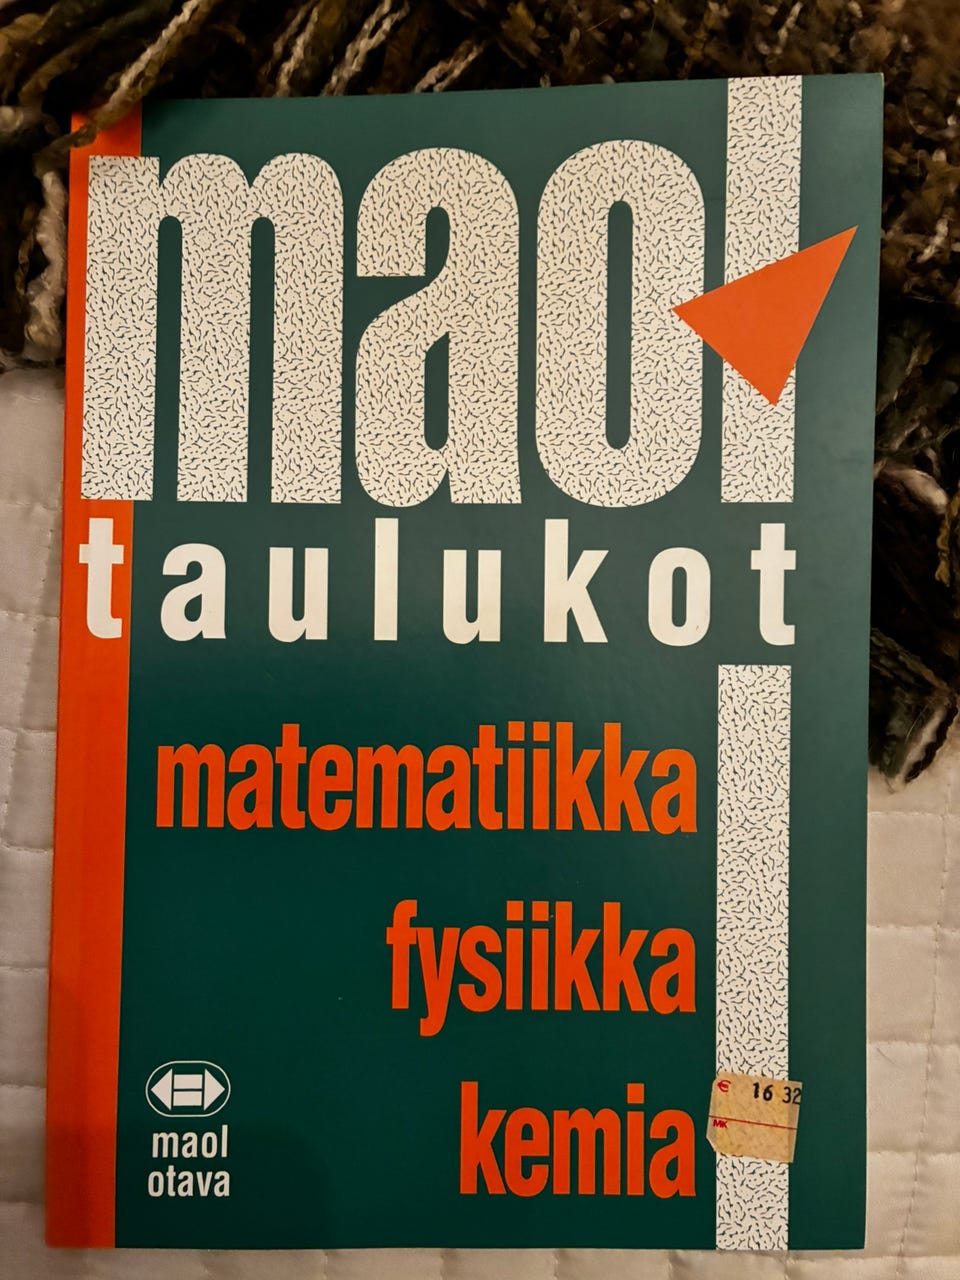 maol
taulukot
matematiikka
fysiikka
kemia
€ 16 32
MK
maol
otava